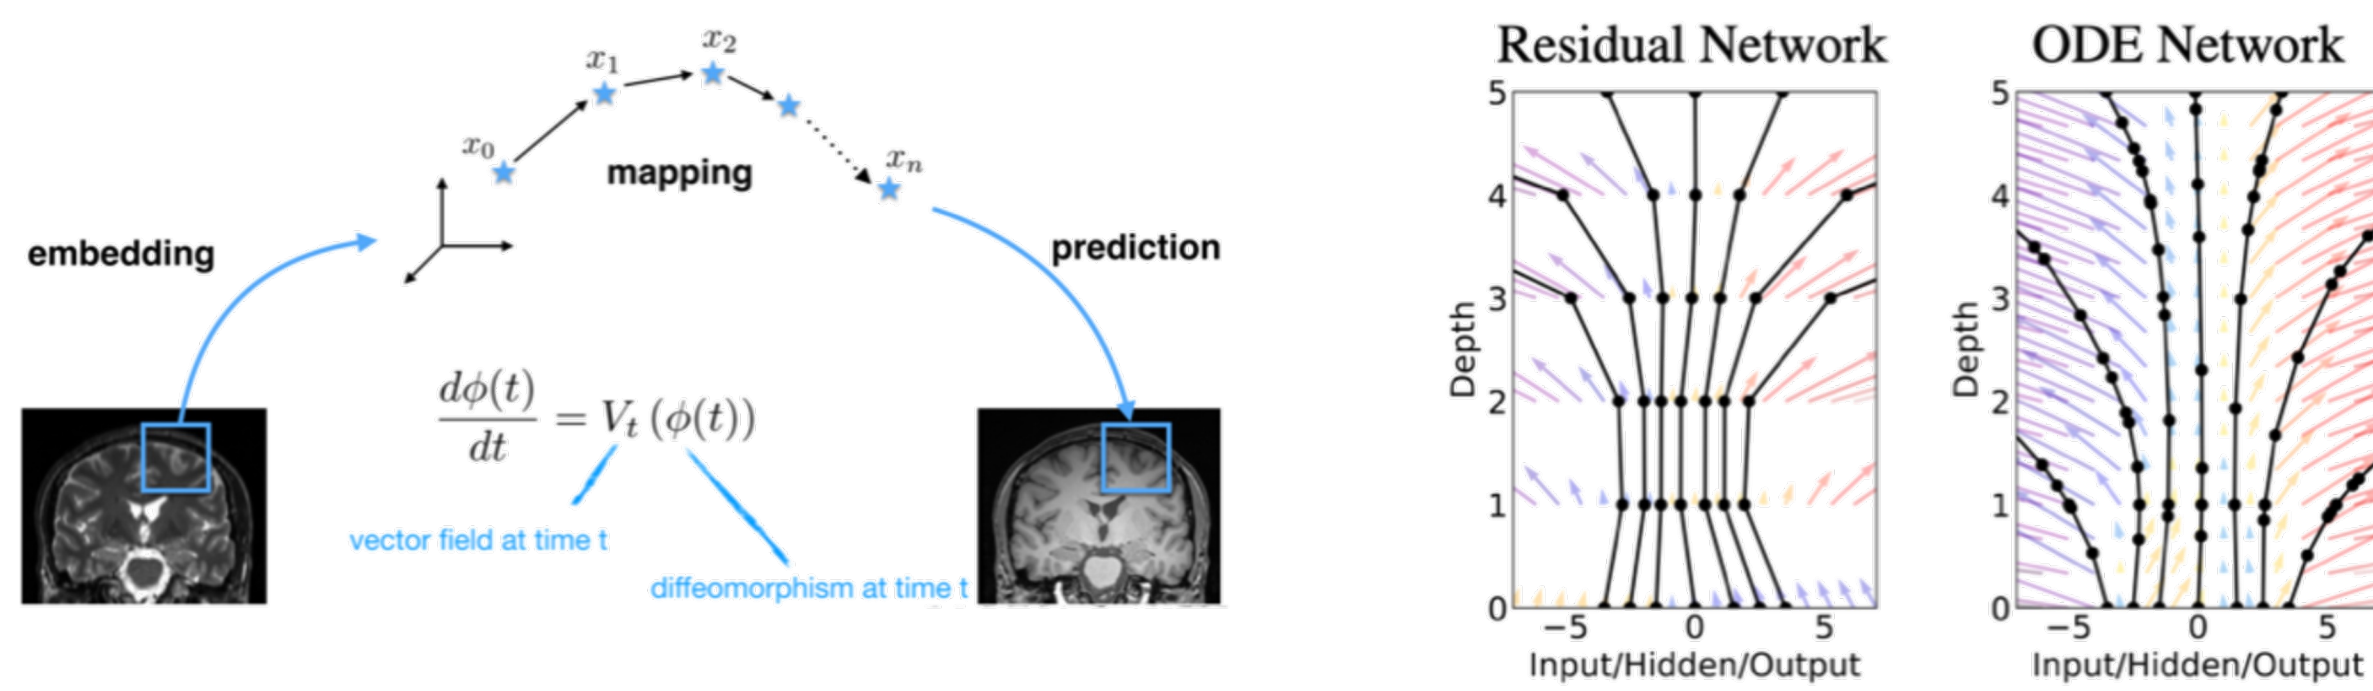 x₀
x₁
x₂
xₙ
mapping
embedding
prediction
dϕ(t)/dt = Vₜ (ϕ(t))
vector field at time t
diffeomorphism at time t
Residual Network
5
4
3
2
1
0
Depth
−5 0 5
Input/Hidden/Output
ODE Network
5
4
3
2
1
0
Depth
−5 0 5
Input/Hidden/Output